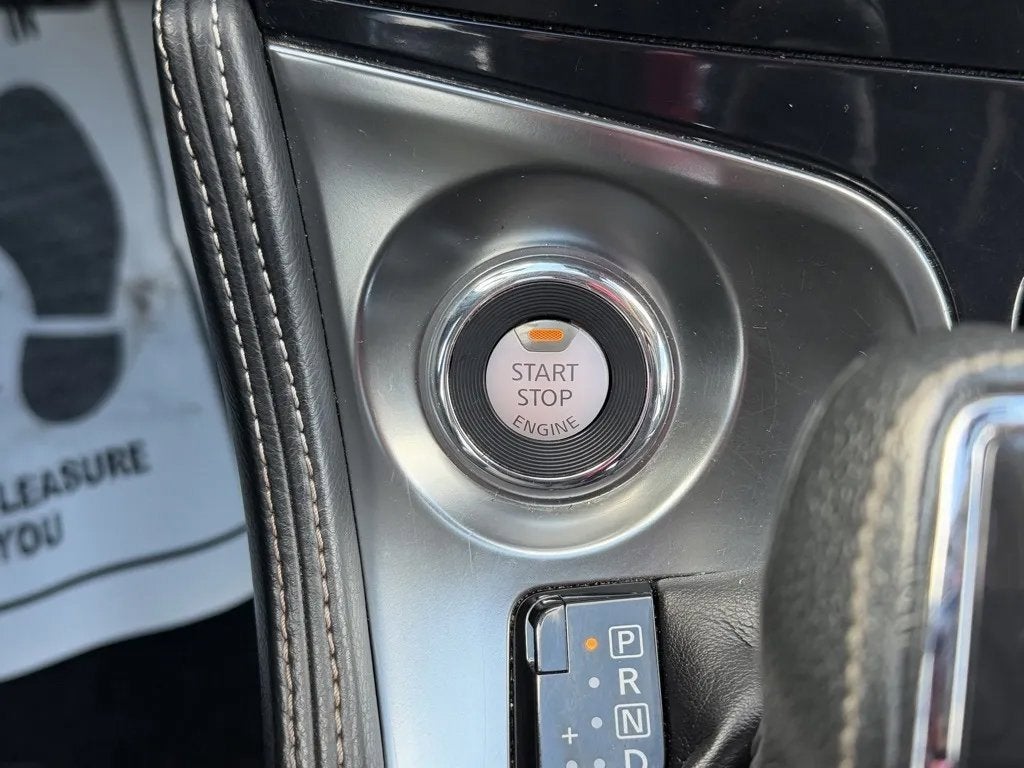 LEASURE
YOU
START
STOP
ENGINE
P
R
N
+
D